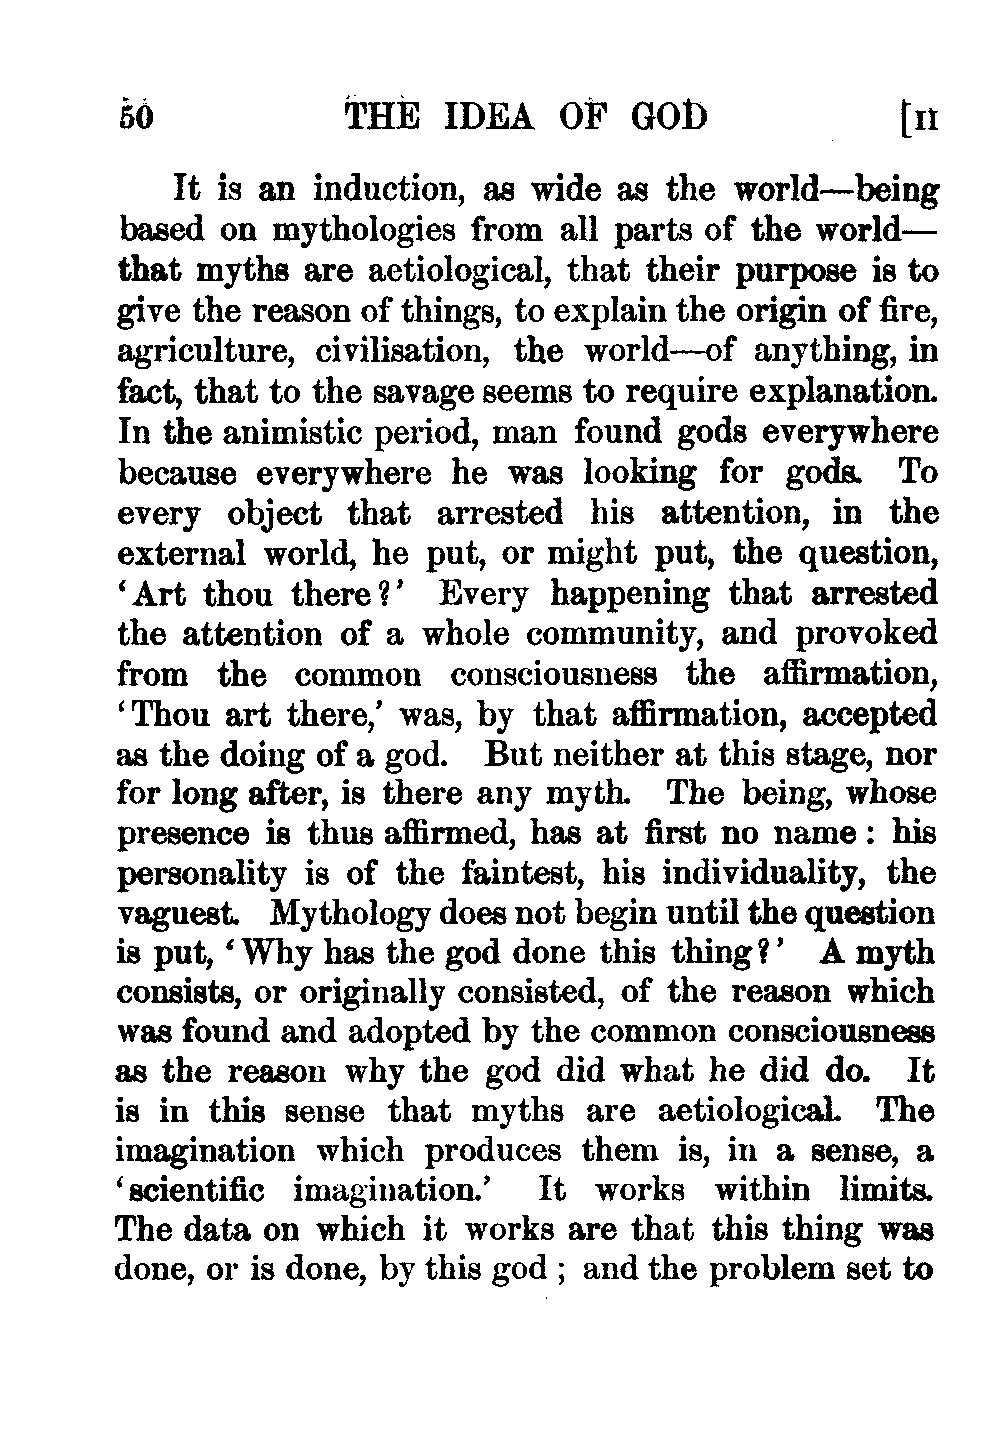 50 THE IDEA OF GOD [II
It is an induction, as wide as the world—being
based on mythologies from all parts of the world—
that myths are aetiological, that their purpose is to
give the reason of things, to explain the origin of fire,
agriculture, civilisation, the world—of anything, in
fact, that to the savage seems to require explanation.
In the animistic period, man found gods everywhere
because everywhere he was looking for gods. To
every object that arrested his attention, in the
external world, he put, or might put, the question,
‘Art thou there?’ Every happening that arrested
the attention of a whole community, and provoked
from the common consciousness the affirmation,
‘Thou art there,’ was, by that affirmation, accepted
as the doing of a god. But neither at this stage, nor
for long after, is there any myth. The being, whose
presence is thus affirmed, has at first no name: his
personality is of the faintest, his individuality, the
vaguest. Mythology does not begin until the question
is put, ‘Why has the god done this thing?’ A myth
consists, or originally consisted, of the reason which
was found and adopted by the common consciousness
as the reason why the god did what he did do. It
is in this sense that myths are aetiological. The
imagination which produces them is, in a sense, a
‘scientific imagination.’ It works within limits.
The data on which it works are that this thing was
done, or is done, by this god; and the problem set to